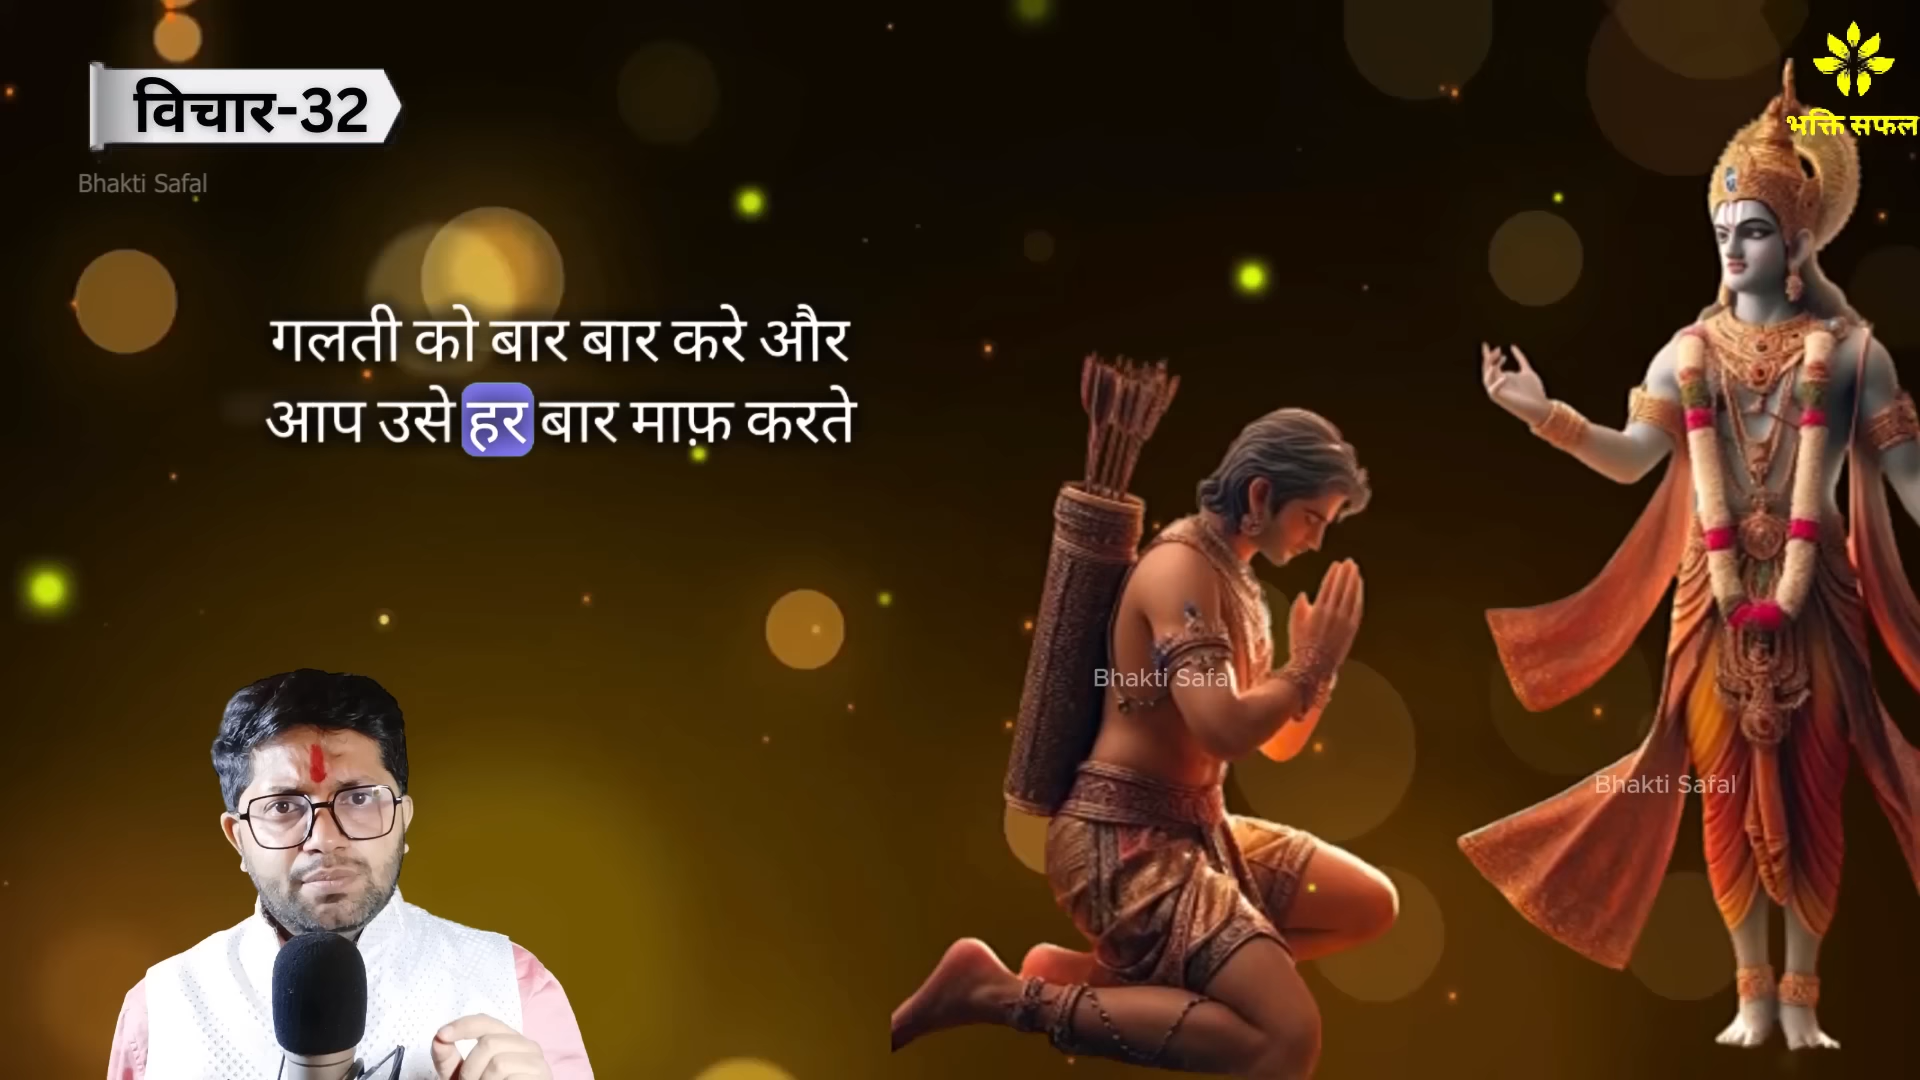 विचार-32
Bhakti Safal
भक्ति सफल
गलती को बार बार करे और
आप उसे हर बार माफ़ करते
Bhakti Safal
Bhakti Safal